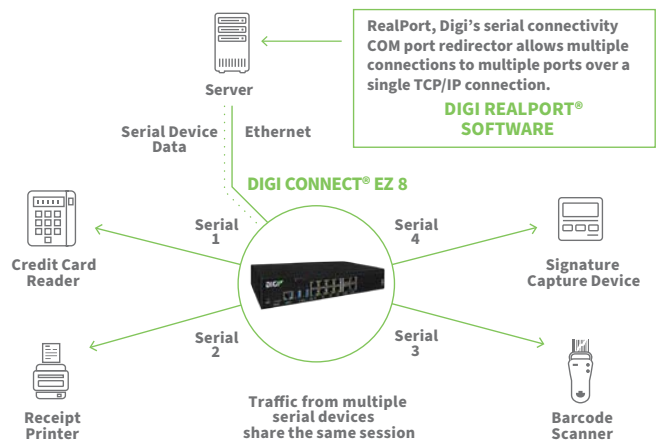 RealPort, Digi’s serial connectivity
COM port redirector allows multiple
connections to multiple ports over a
single TCP/IP connection.
DIGI REALPORT®
SOFTWARE
Server
Serial Device
Data
Ethernet
DIGI CONNECT® EZ 8
Serial
1
Serial
4
Credit Card
Reader
Signature
Capture Device
DIGI
Serial
2
Serial
3
Receipt
Printer
Traffic from multiple
serial devices
share the same session
Barcode
Scanner